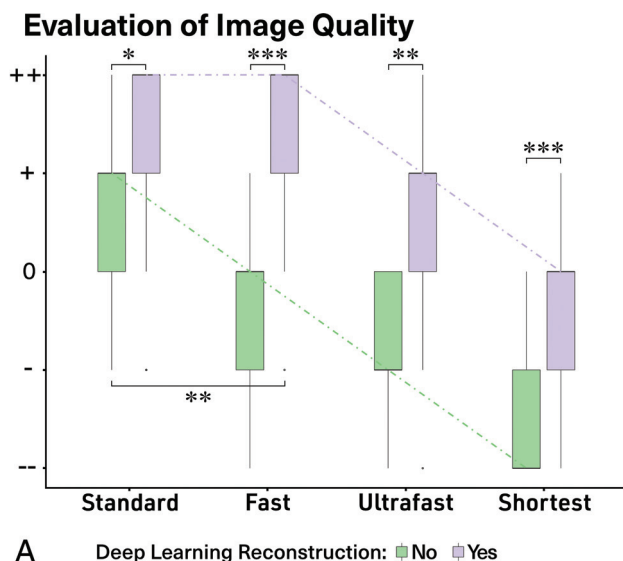 Evaluation of Image Quality
* *** **
++
***
+
0
-
**
--
Standard Fast Ultrafast Shortest
A Deep Learning Reconstruction: No Yes